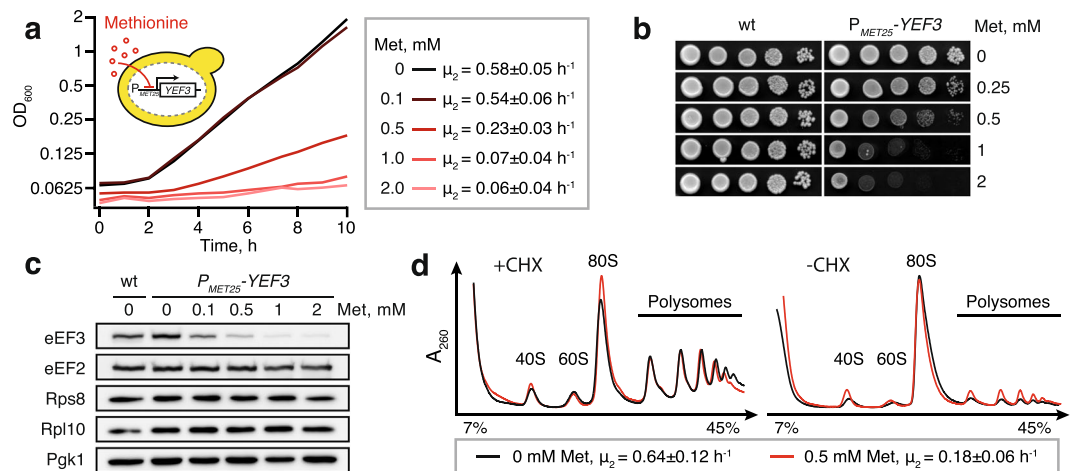 a
Methionine
P_MET25 YEF3
OD600
2
1
0.5
0.25
0.125
0.0625
0 2 4 6 8 10
Time, h
Met, mM
0 μ2 = 0.58±0.05 h-1
0.1 μ2 = 0.54±0.06 h-1
0.5 μ2 = 0.23±0.03 h-1
1.0 μ2 = 0.07±0.04 h-1
2.0 μ2 = 0.06±0.04 h-1
b
wt P_MET25-YEF3 Met, mM
0
0.25
0.5
1
2
c
wt P_MET25-YEF3
0 0 0.1 0.5 1 2 Met, mM
eEF3
eEF2
Rps8
Rpl10
Pgk1
d
A260
+CHX
40S 60S 80S Polysomes
7% 45%
-CHX
40S 60S 80S Polysomes
7% 45%
0 mM Met, μ2 = 0.64±0.12 h-1 0.5 mM Met, μ2 = 0.18±0.06 h-1